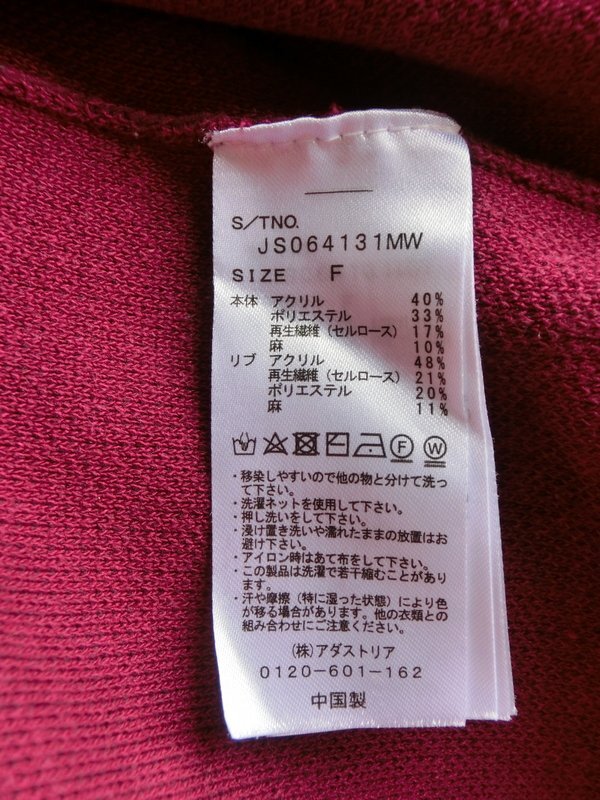 S/TNO.
JS064131MW
SIZE F
本体 アクリル 40%
ポリエステル 33%
再生繊維（セルロース） 17%
麻 10%
リブ アクリル 48%
再生繊維（セルロース） 21%
ポリエステル 20%
麻 11%
F W
・移染しやすいので他の物と分けて洗っ
て下さい。
・洗濯ネットを使用して下さい。
・押し洗いをして下さい。
・浸け置き洗いや濡れたままの放置はお
避け下さい。
・アイロン時はあて布をして下さい。
・この製品は洗濯で若干縮むことがあり
ます。
・汗や摩擦（特に湿った状態）により色
が移る場合があります。他の衣類との
組み合わせにご注意ください。
（株）アダストリア
0120-601-162
中国製